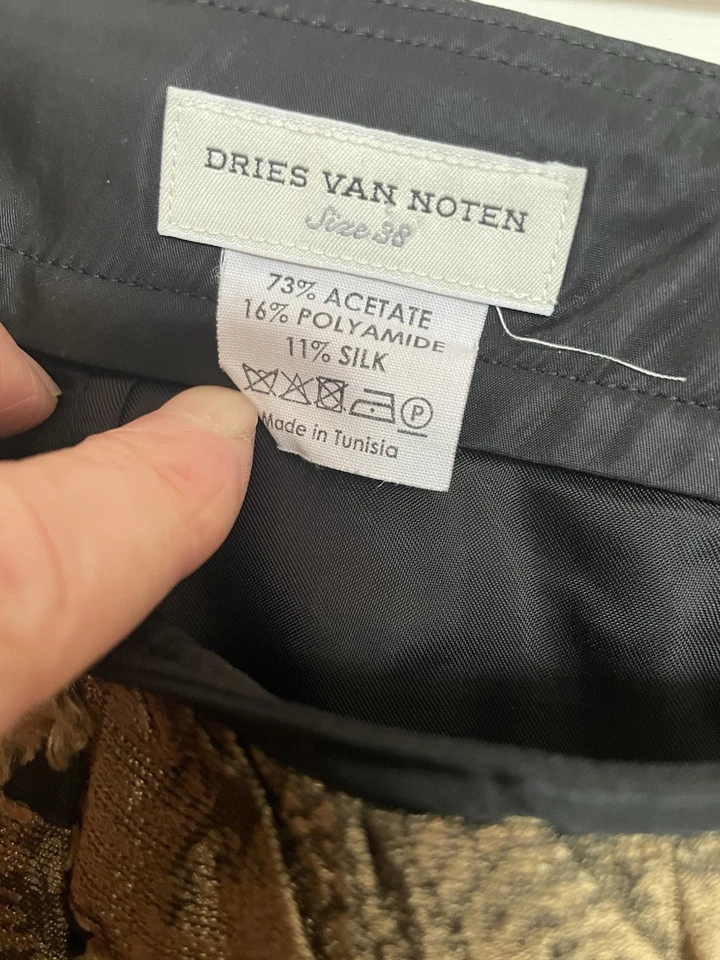 DRIES VAN NOTEN
Size 38
73% ACETATE
16% POLYAMIDE
11% SILK
P
Made in Tunisia